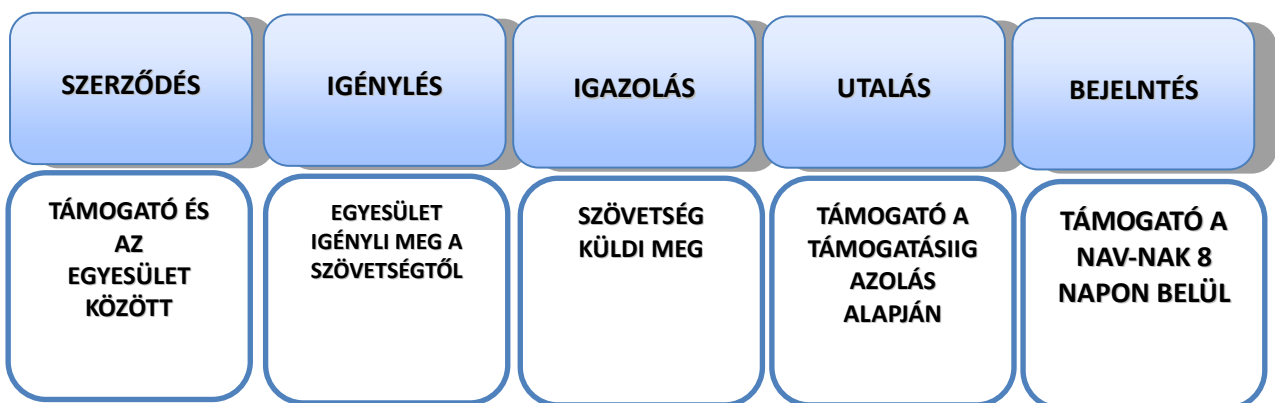 SZERZŐDÉS
IGÉNYLÉS
IGAZOLÁS
UTALÁS
BEJELNTÉS
TÁMOGATÓ ÉS
AZ
EGYESÜLET
KÖZÖTT
EGYESÜLET
IGÉNYLI MEG A
SZÖVETSÉGTŐL
SZÖVETSÉG
KÜLDI MEG
TÁMOGATÓ A
TÁMOGATÁSIIG
AZOLÁS
ALAPJÁN
TÁMOGATÓ A
NAV-NAK 8
NAPON BELÜL